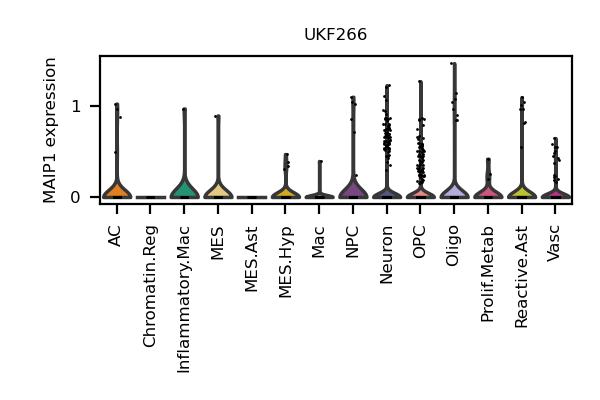 UKF266
MAIP1 expression
1
0
AC
Chromatin.Reg
Inflammatory.Mac
MES
MES.Ast
MES.Hyp
Mac
NPC
Neuron
OPC
Oligo
Prolif.Metab
Reactive.Ast
Vasc